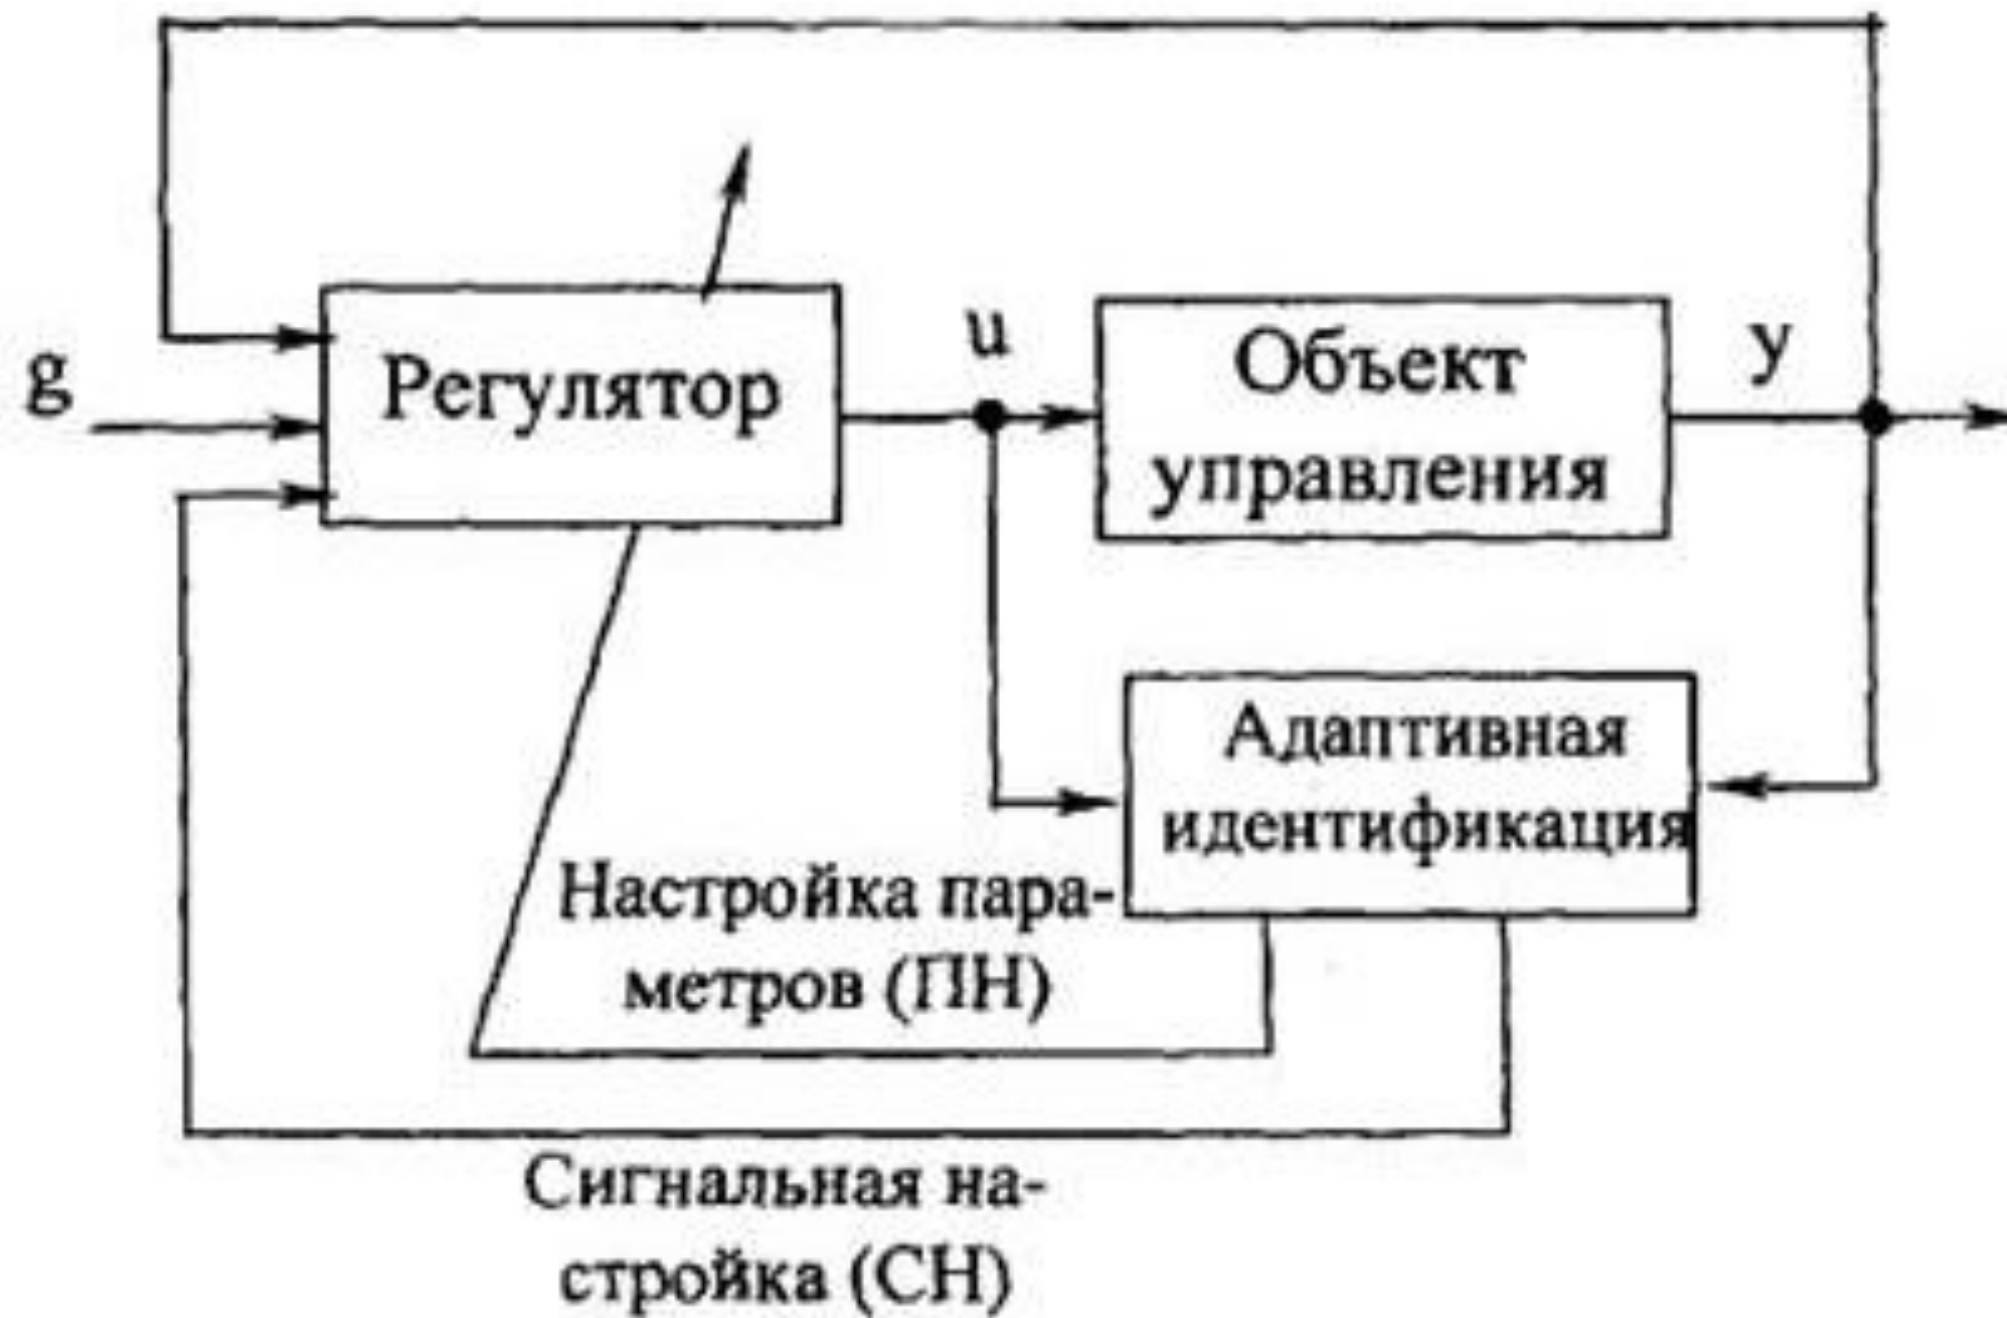 g
Регулятор
u
Объект
управления
y
Адаптивная
идентификация
Настройка пара-
метров (ПН)
Сигнальная на-
стройка (СН)